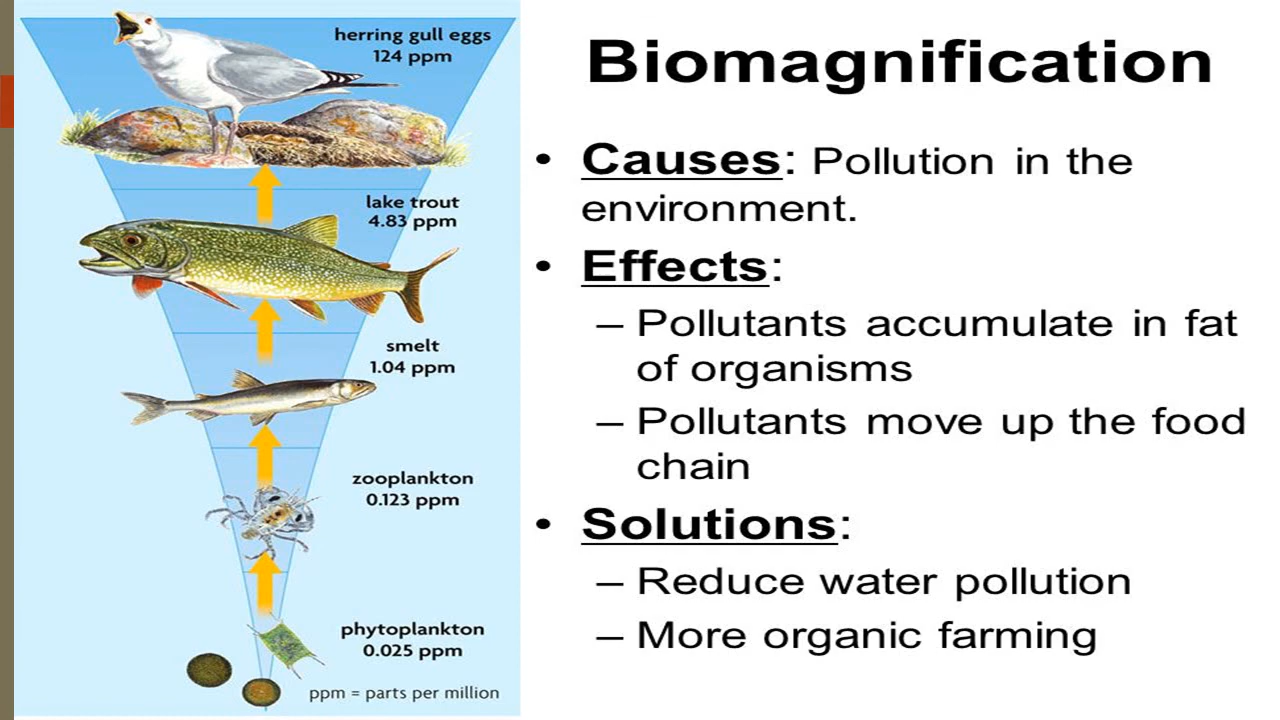 herring gull eggs
124 ppm
lake trout
4.83 ppm
smelt
1.04 ppm
zooplankton
0.123 ppm
phytoplankton
0.025 ppm
ppm = parts per million
Biomagnification
• Causes: Pollution in the
environment.
• Effects:
– Pollutants accumulate in fat
of organisms
– Pollutants move up the food
chain
• Solutions:
– Reduce water pollution
– More organic farming